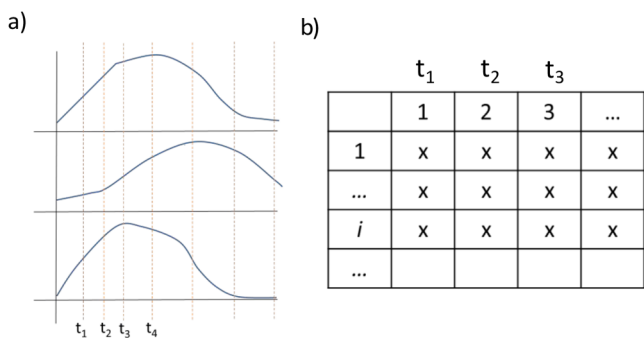 a)
t₁ t₂ t₃ t₄
b)
t₁ t₂ t₃
1 2 3 ...
1 x x x x
... x x x x
i x x x x
...